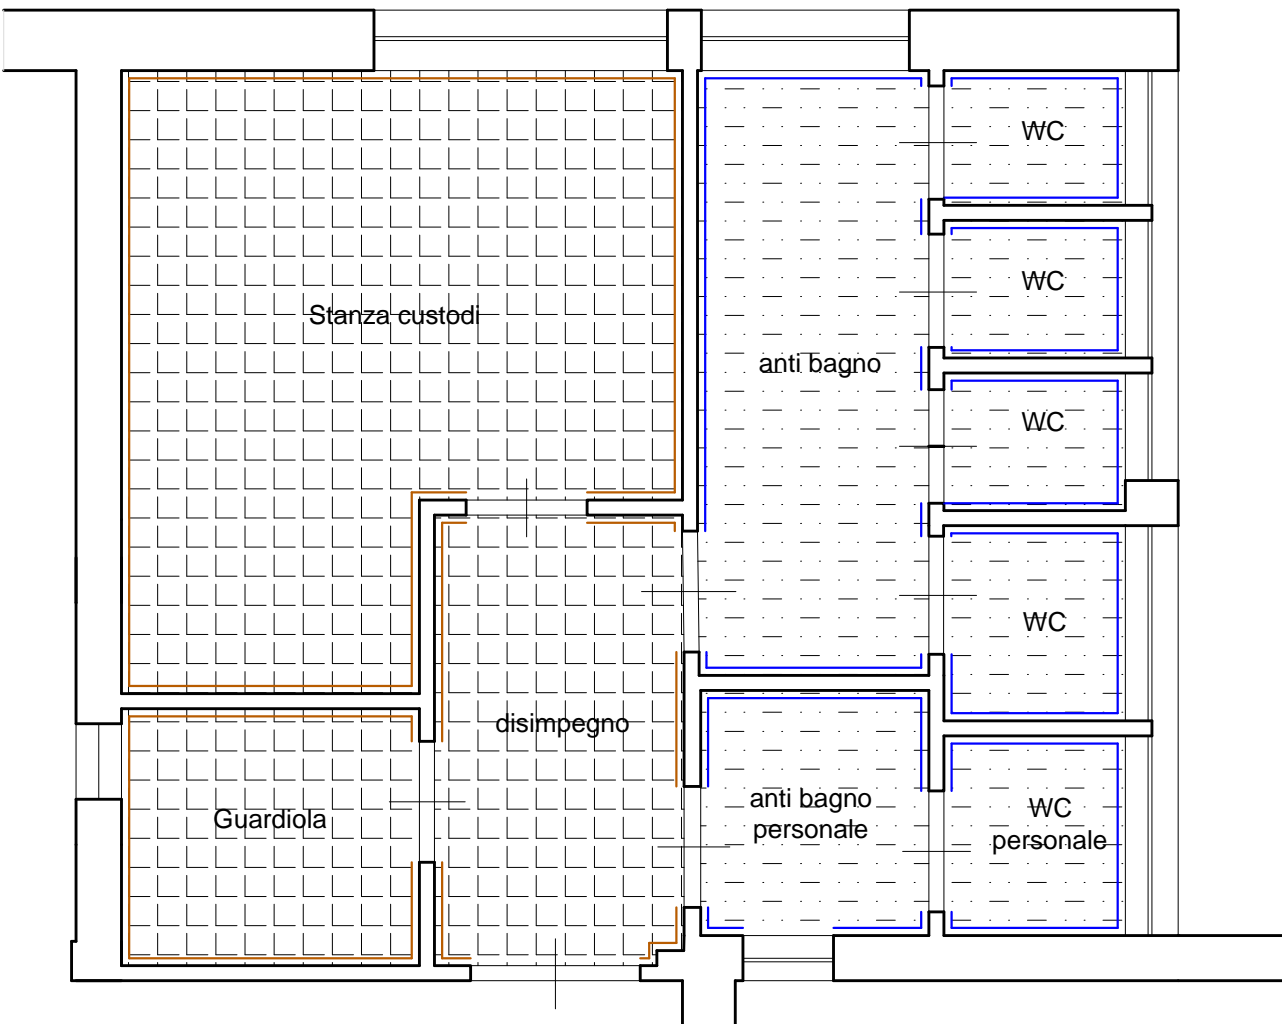 WC
WC
Stanza custodi
anti bagno
WC
WC
disimpegno
anti bagno
personale
WC
personale
Guardiola